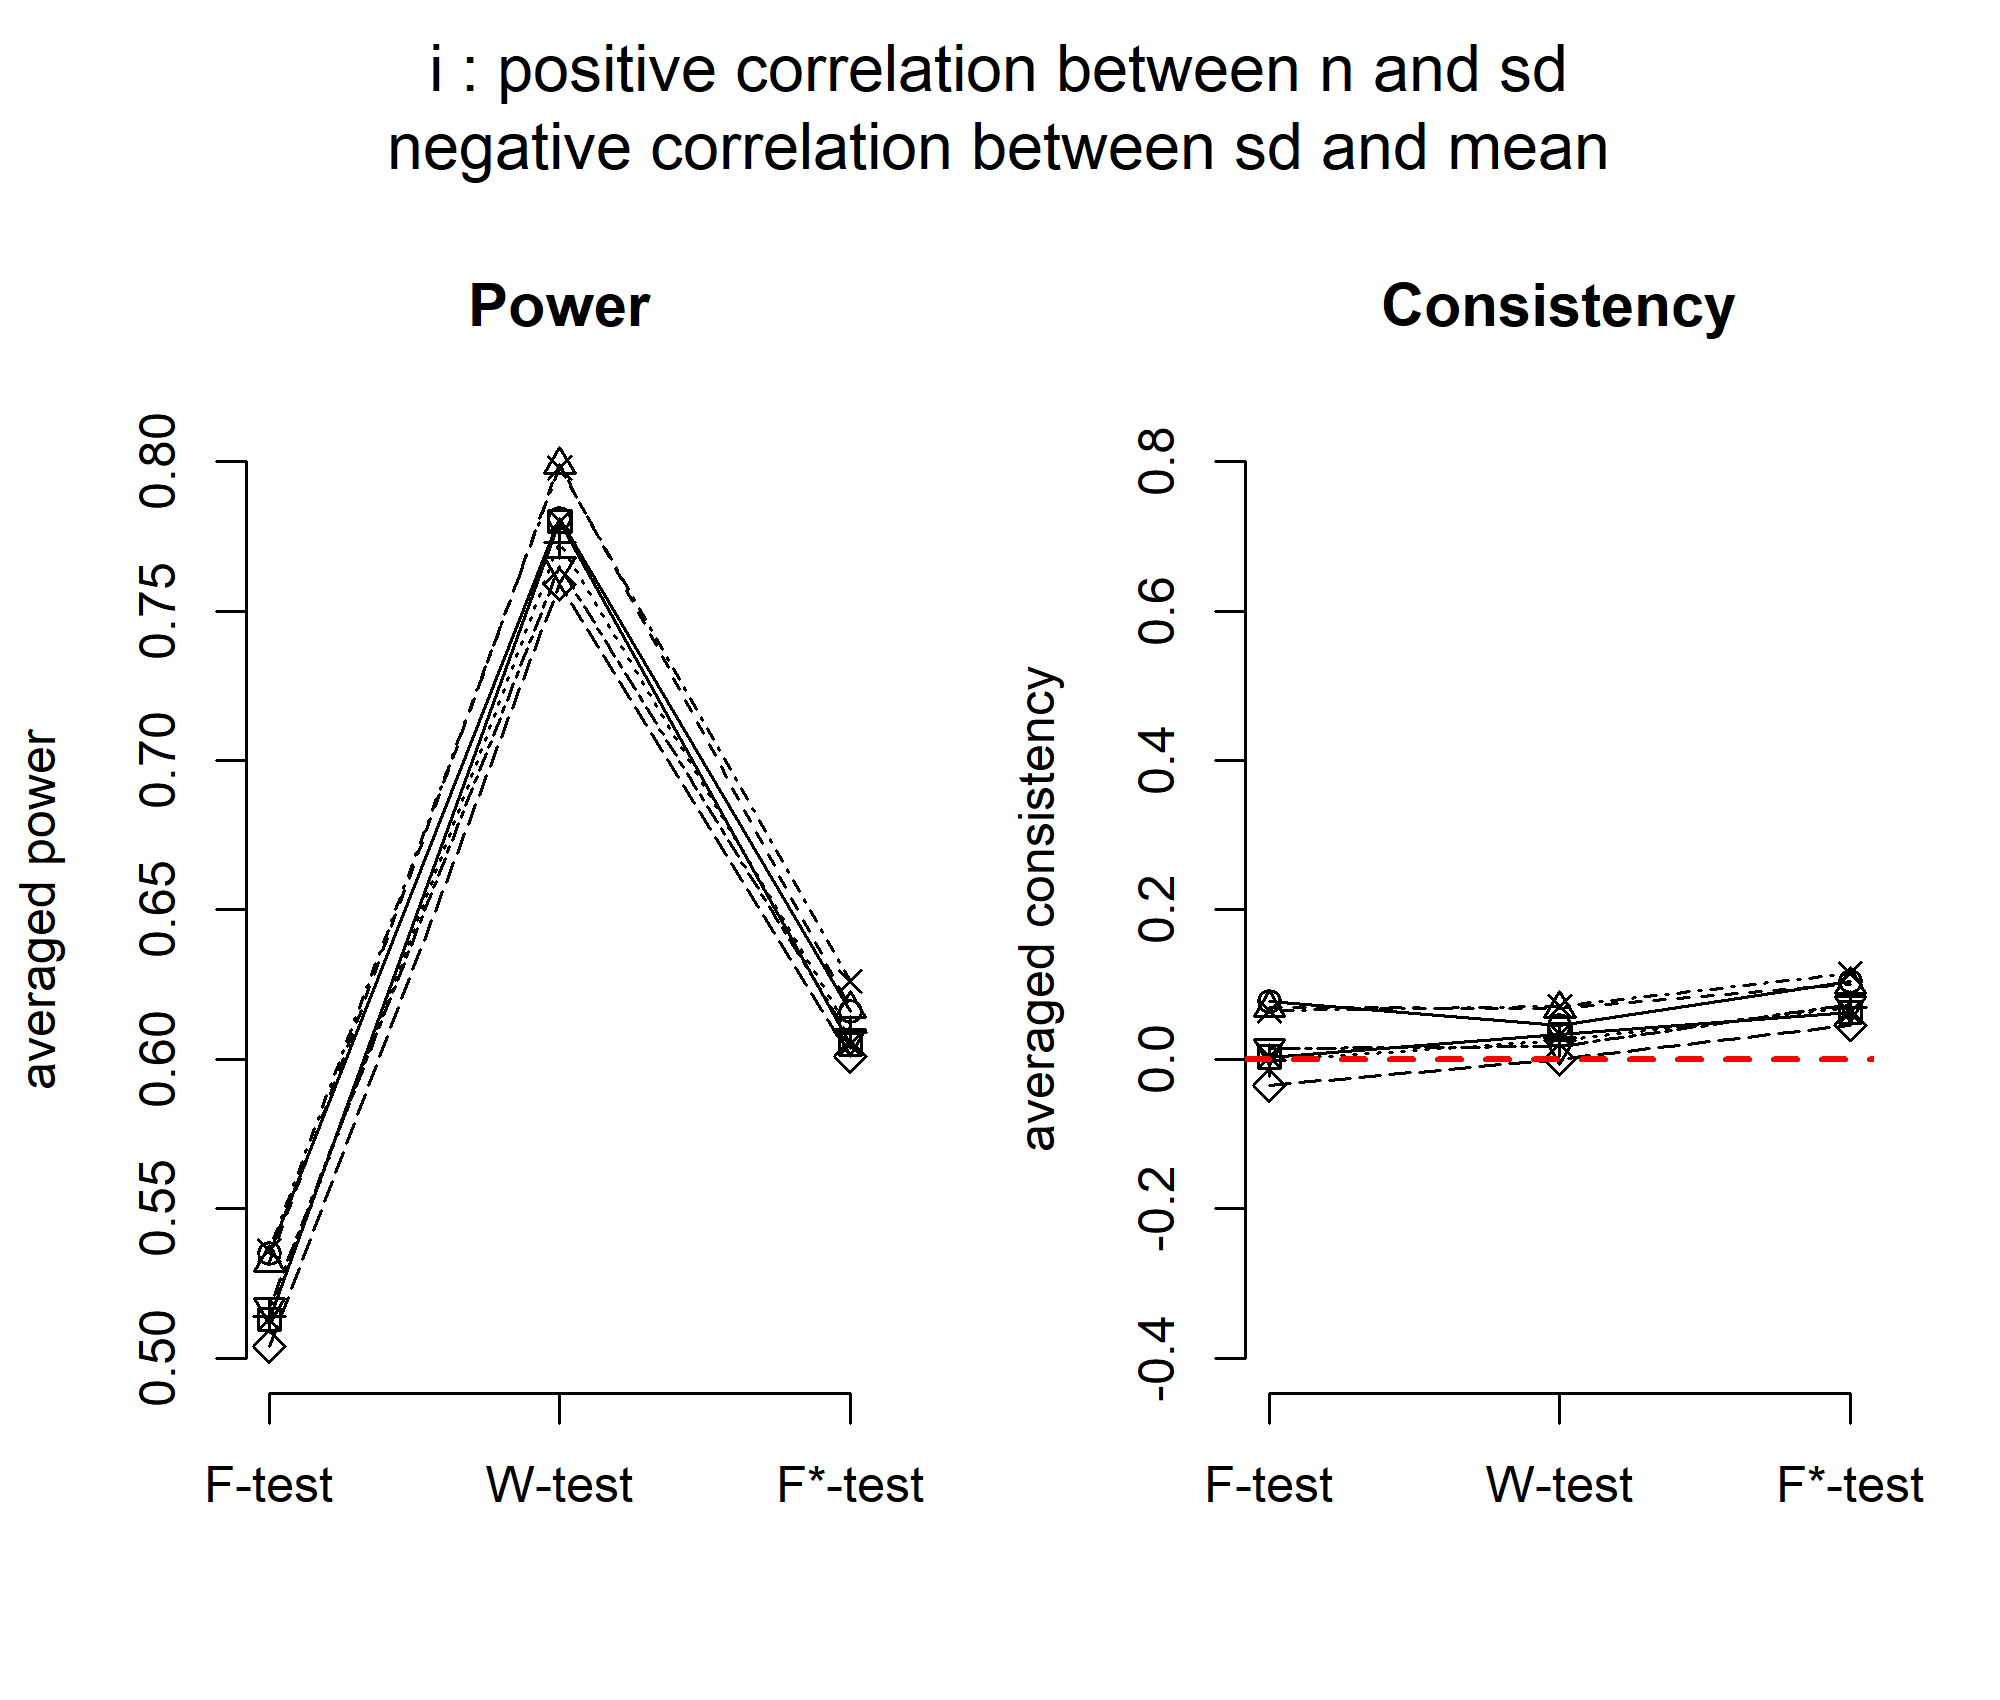 i : positive correlation between n and sd
negative correlation between sd and mean
Power
averaged power
0.80
0.75
0.70
0.65
0.60
0.55
0.50
F-test W-test F*-test
Consistency
averaged consistency
0.8
0.6
0.4
0.2
0.0
-0.2
-0.4
F-test W-test F*-test